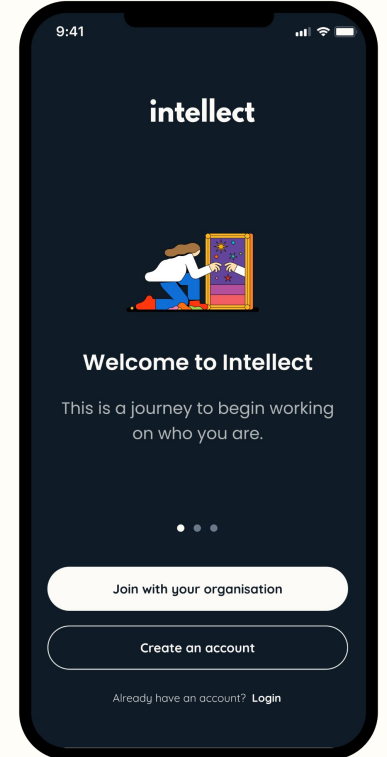 9:41
intellect
Welcome to Intellect
This is a journey to begin working
on who you are.
Join with your organisation
Create an account
Already have an account? Login